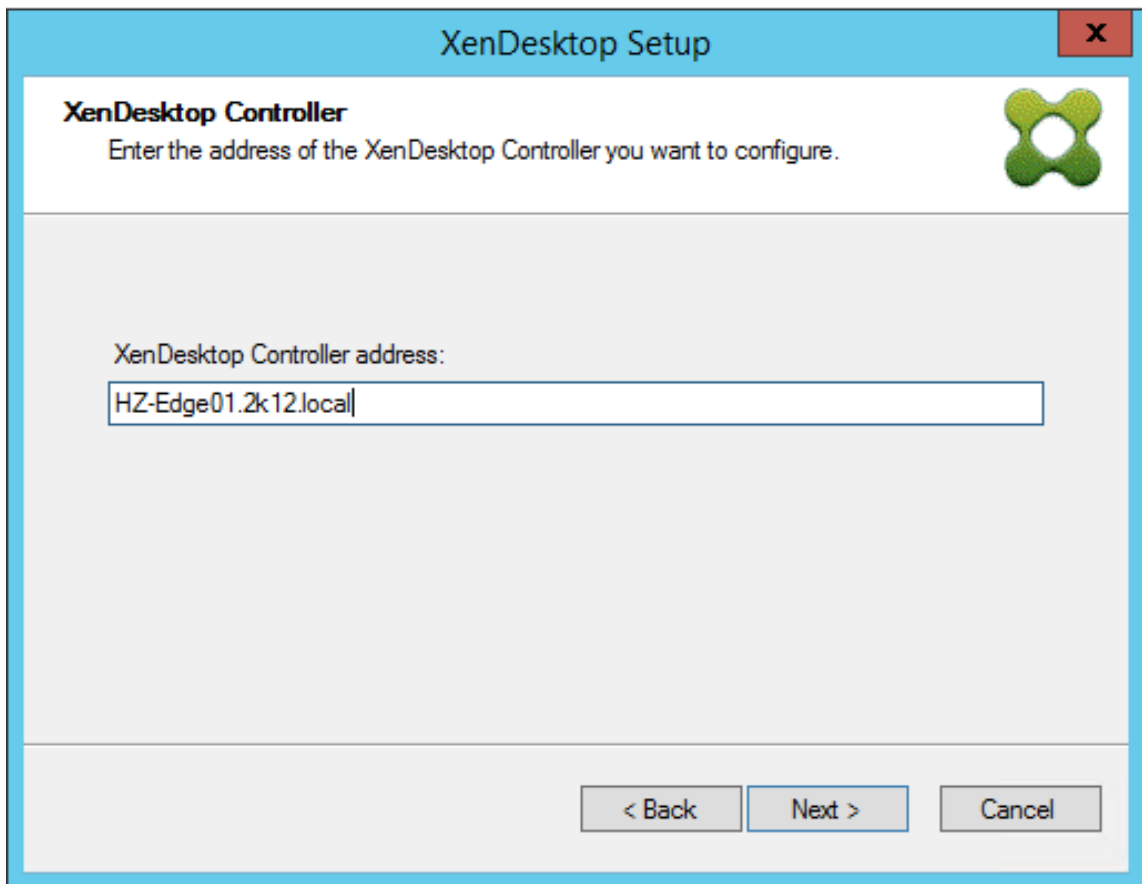 XenDesktop Setup
x
XenDesktop Controller
Enter the address of the XenDesktop Controller you want to configure.
XenDesktop Controller address:
HZ-Edge01.2k12.local
< Back
Next >
Cancel